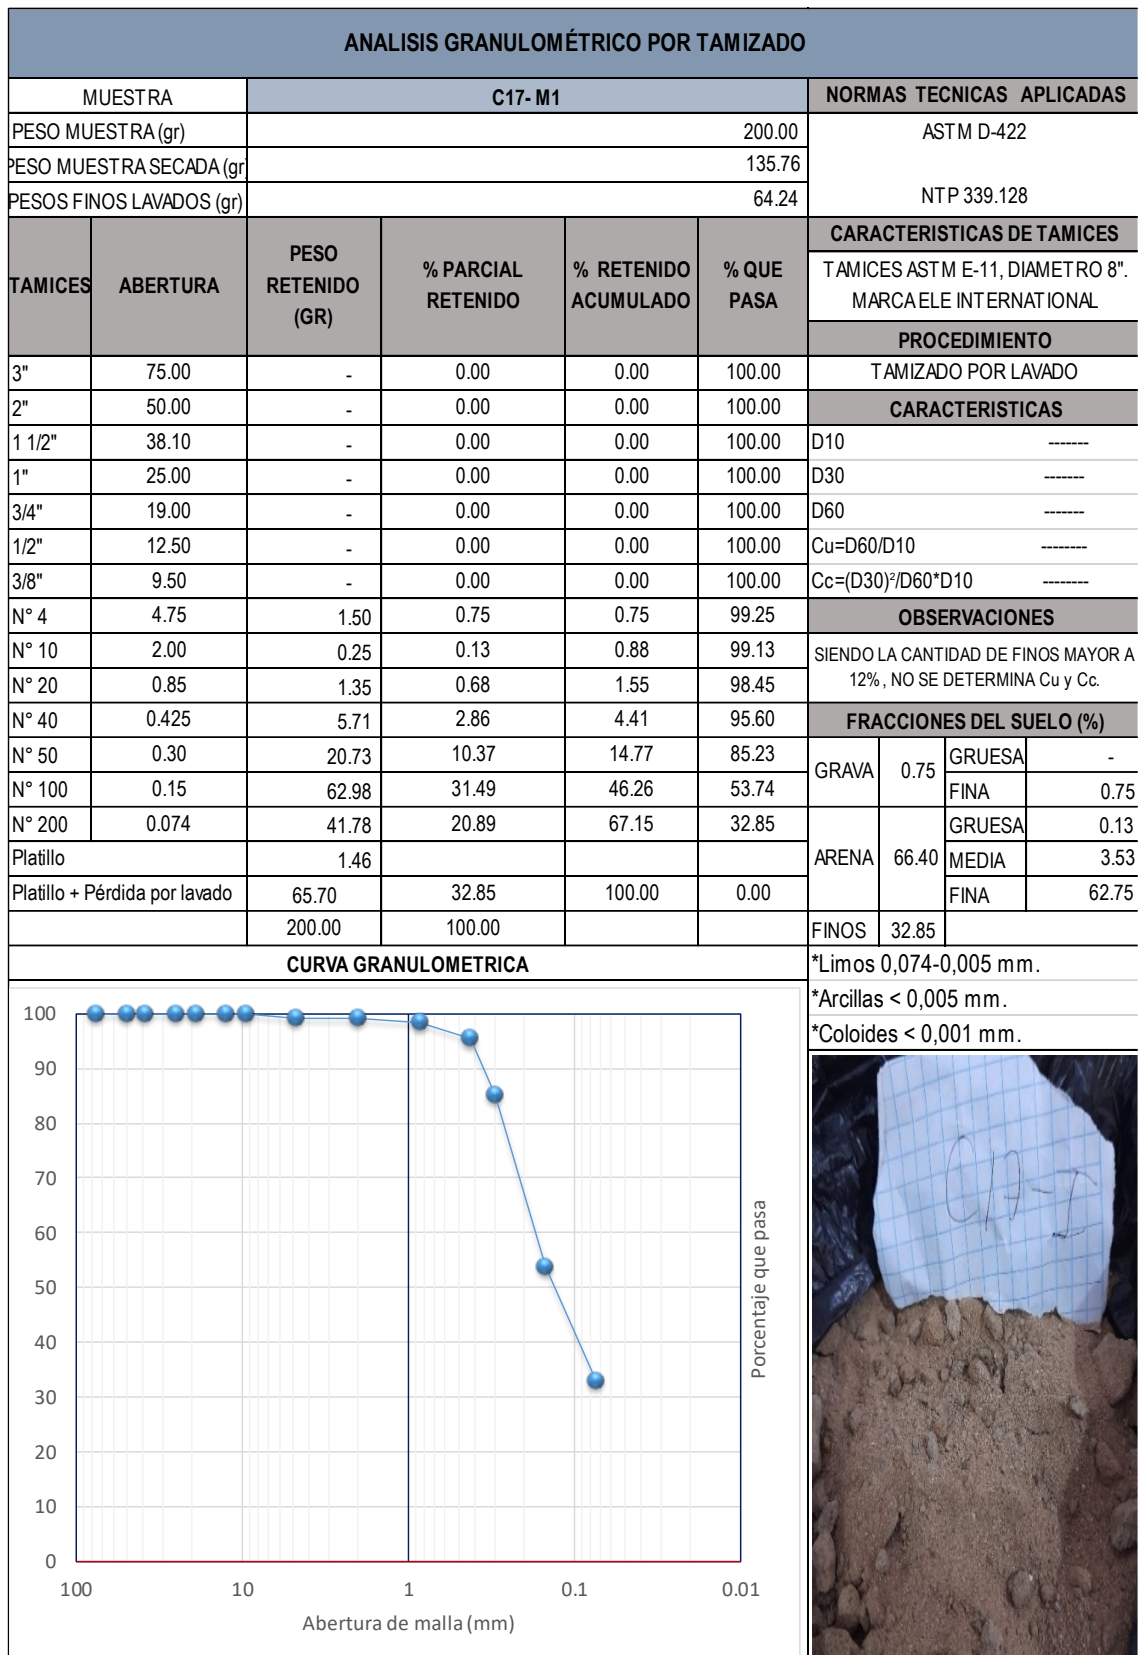 ANALISIS GRANULOMÉTRICO POR TAMIZADO
MUESTRA C17- M1 NORMAS TECNICAS APLICADAS
PESO MUESTRA (gr) 200.00 ASTM D-422
PESO MUESTRA SECADA (gr 135.76
PESOS FINOS LAVADOS (gr) 64.24 NTP 339.128
TAMICES ABERTURA PESO RETENIDO (GR) % PARCIAL RETENIDO % RETENIDO ACUMULADO % QUE PASA
CARACTERISTICAS DE TAMICES
TAMICES ASTM E-11, DIAMETRO 8".
MARCA ELE INTERNATIONAL
PROCEDIMIENTO
3" 75.00 - 0.00 0.00 100.00 TAMIZADO POR LAVADO
2" 50.00 - 0.00 0.00 100.00 CARACTERISTICAS
1 1/2" 38.10 - 0.00 0.00 100.00 D10 -------
1" 25.00 - 0.00 0.00 100.00 D30 -------
3/4" 19.00 - 0.00 0.00 100.00 D60 -------
1/2" 12.50 - 0.00 0.00 100.00 Cu=D60/D10 --------
3/8" 9.50 - 0.00 0.00 100.00 Cc=(D30)²/D60*D10 --------
N° 4 4.75 1.50 0.75 0.75 99.25 OBSERVACIONES
N° 10 2.00 0.25 0.13 0.88 99.13 SIENDO LA CANTIDAD DE FINOS MAYOR A
N° 20 0.85 1.35 0.68 1.55 98.45 12% , NO SE DETERMINA Cu y Cc.
N° 40 0.425 5.71 2.86 4.41 95.60 FRACCIONES DEL SUELO (%)
N° 50 0.30 20.73 10.37 14.77 85.23 GRAVA 0.75 GRUESA -
N° 100 0.15 62.98 31.49 46.26 53.74 FINA 0.75
N° 200 0.074 41.78 20.89 67.15 32.85 GRUESA 0.13
Platillo 1.46 ARENA 66.40 MEDIA 3.53
Platillo + Pérdida por lavado 65.70 32.85 100.00 0.00 FINA 62.75
200.00 100.00 FINOS 32.85
CURVA GRANULOMETRICA
*Limos 0,074-0,005 mm.
*Arcillas < 0,005 mm.
*Coloides < 0,001 mm.
100
90
80
70
60
50
40
30
20
10
0
100 10 1 0.1 0.01
Abertura de malla (mm)
Porcentaje que pasa
C17-1